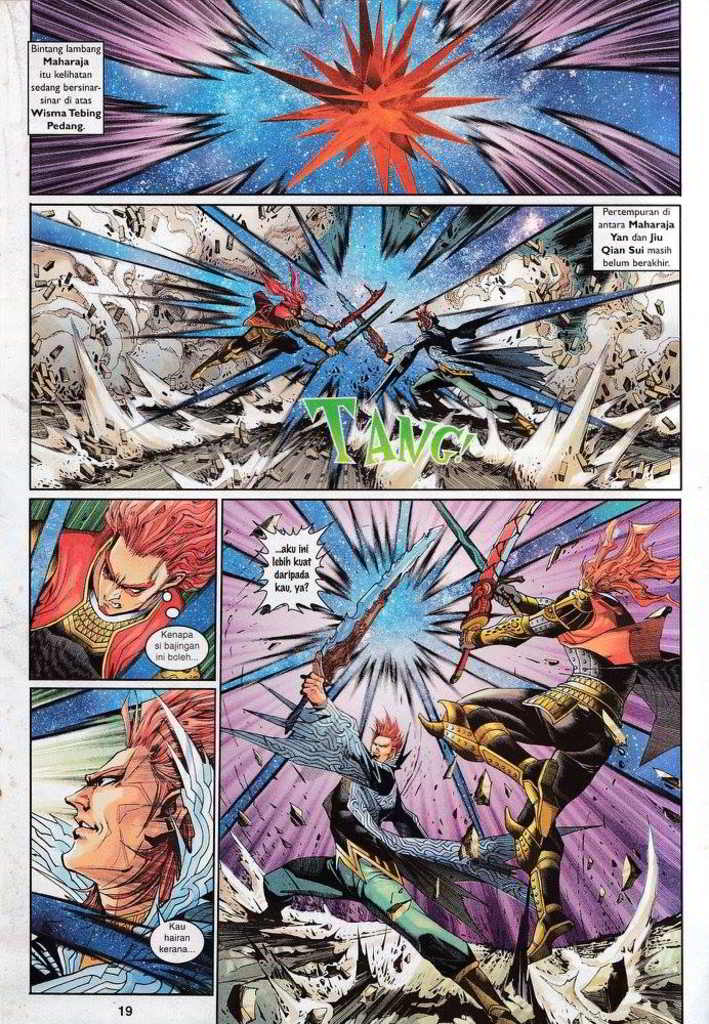 Bintang lambang
Maharaja
itu kelihatan
sedang bersinar-
sinar di atas
Wisma Tebing
Pedang.
Pertempuran di
antara Maharaja
Yan dan Jiu
Qian Sui masih
belum berakhir.
TANG!
Kenapa
si bajingan
ini boleh...
Kau
hairan
kerana...
...aku ini
lebih kuat
daripada
kau, ya?
19